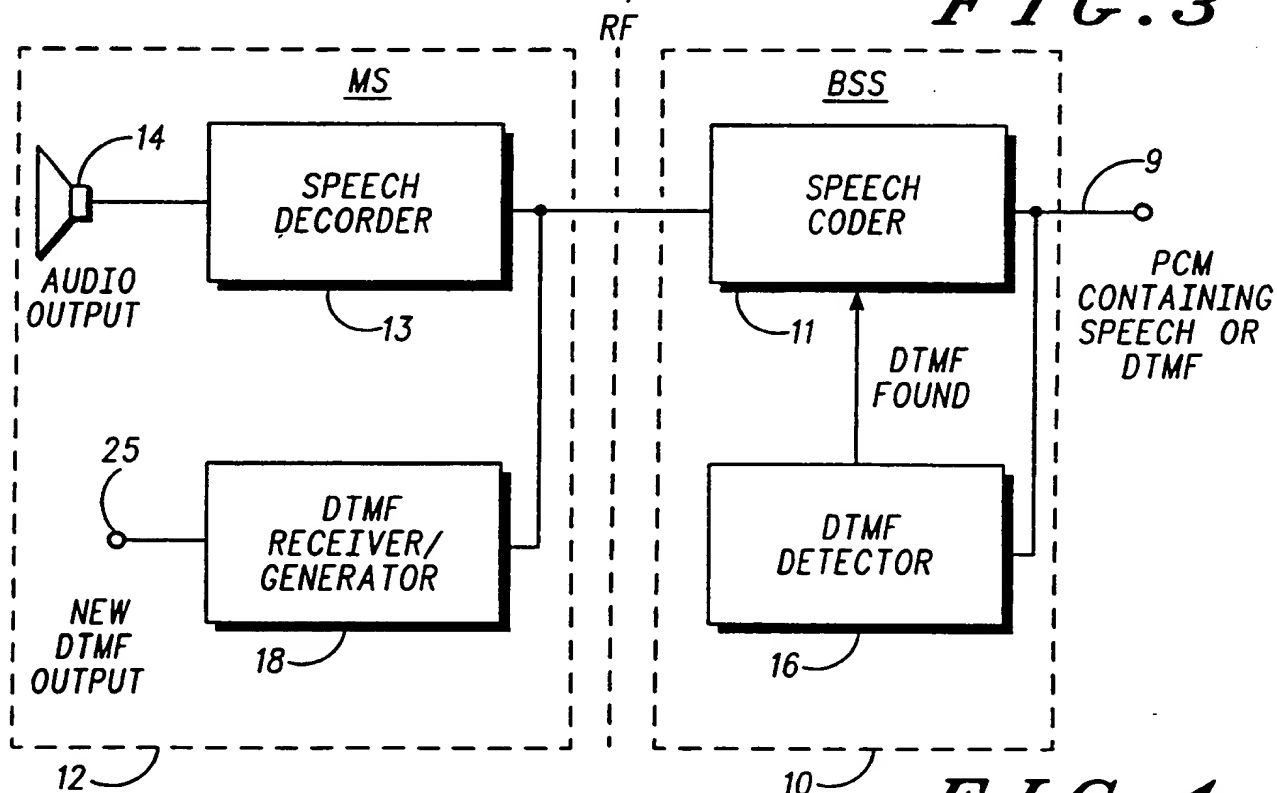 FIG.3
RF
MS
BSS
14
SPEECH
DECORDER
SPEECH
CODER
9
AUDIO
OUTPUT
13
11
PCM
CONTAINING
SPEECH OR
DTMF
DTMF
FOUND
25
DTMF
RECEIVER/
GENERATOR
DTMF
DETECTOR
NEW
DTMF
OUTPUT
18
16
12
10